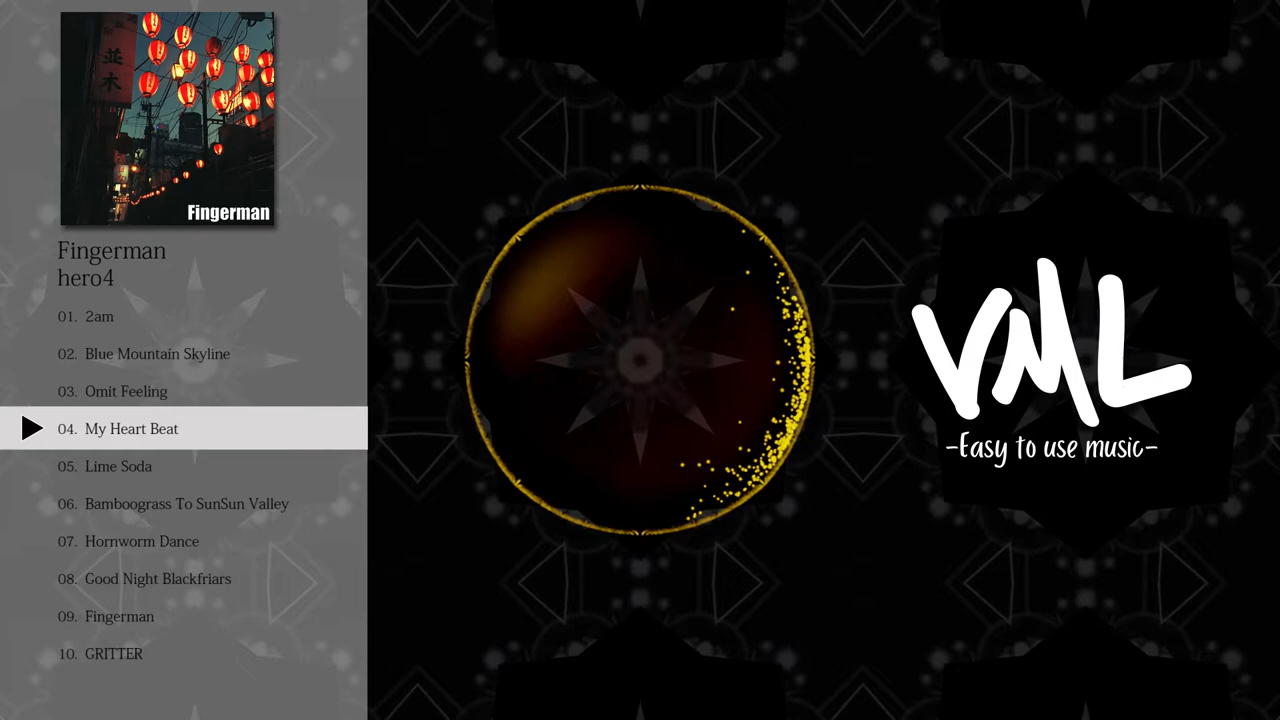 並木
Fingerman
Fingerman
hero4
01. 2am
02. Blue Mountain Skyline
03. Omit Feeling
04. My Heart Beat
05. Lime Soda
06. Bamboograss To SunSun Valley
07. Hornworm Dance
08. Good Night Blackfriars
09. Fingerman
10. GRITTER
VML
-Easy to use music-